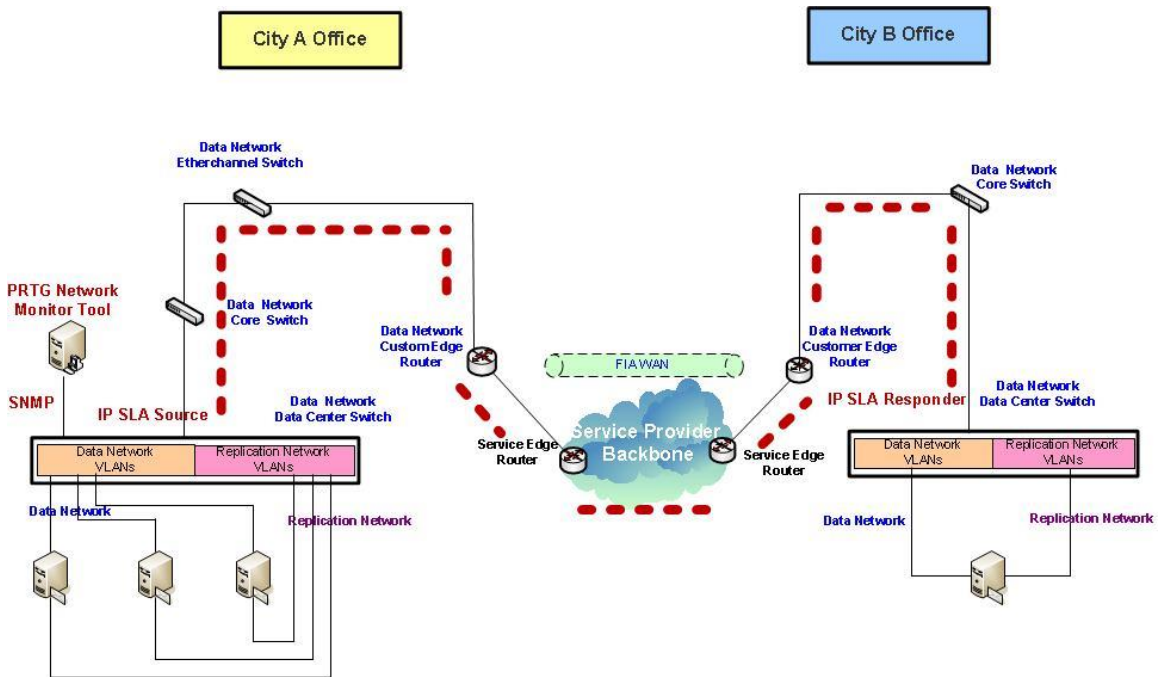 City A Office
City B Office
Data Network
Etherchannel Switch
Data Network
Core Switch
PRTG Network
Monitor Tool
Data Network
Core Switch
Data Network
Custom Edge
Router
FIAWAN
Data Network
Customer Edge
Router
SNMP
IP SLA Source
Data Network
Data Center Switch
Service Provider
Backbone
Service Edge
Router
Service Edge
Router
IP SLA Responder
Data Network
Data Center Switch
Data Network
VLANs
Replication Network
VLANs
Data Network
VLANs
Replication Network
VLANs
Data Network
Replication Network
Data Network
Replication Network